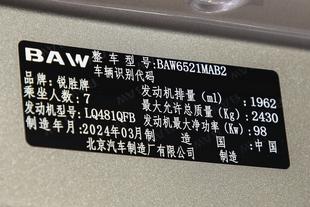 BAW 整车型号:BAW6521MAB2
车辆识别代码
品牌:锐胜牌
乘坐人数:7 发动机排量(ml):1962
最大允许总质量(Kg):2430
发动机型号:LQ481QFB 发动机最大净功率(Kw):98
制造年月:2024年03月 制造国:中国
北京汽车制造厂有限公司 制造